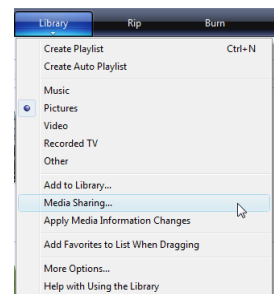 Library Rip Burn
Create Playlist Ctrl+N
Create Auto Playlist
Music
Pictures
Video
Recorded TV
Other
Add to Library...
Media Sharing...
Apply Media Information Changes
Add Favorites to List When Dragging
More Options...
Help with Using the Library